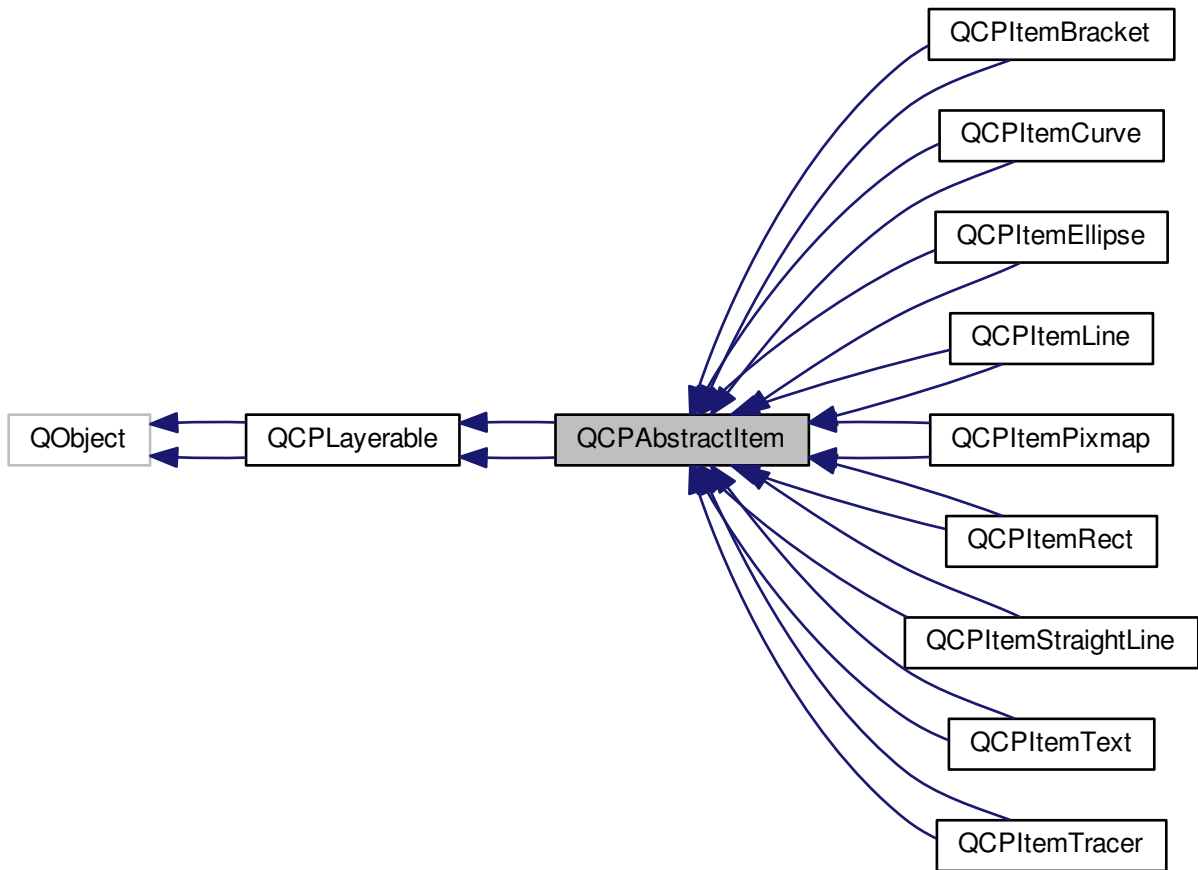 QCPItemBracket
QCPItemCurve
QCPItemEllipse
QCPItemLine
QObject
QCPLayerable
QCPAbstractItem
QCPItemPixmap
QCPItemRect
QCPItemStraightLine
QCPItemText
QCPItemTracer